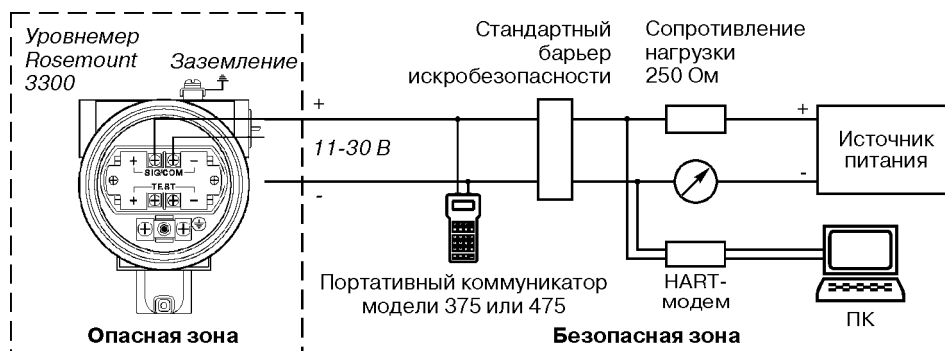 Уровнемер
Rosemount
3300
Заземление
Стандартный
барьер
искробезопасности
Сопротивление
нагрузки
250 Ом
+
11-30 В
-
+
-
Источник
питания
+ -
SIG/COM
TEST
+ -
Портативный коммуникатор
модели 375 или 475
HART-
модем
ПК
Опасная зона
Безопасная зона